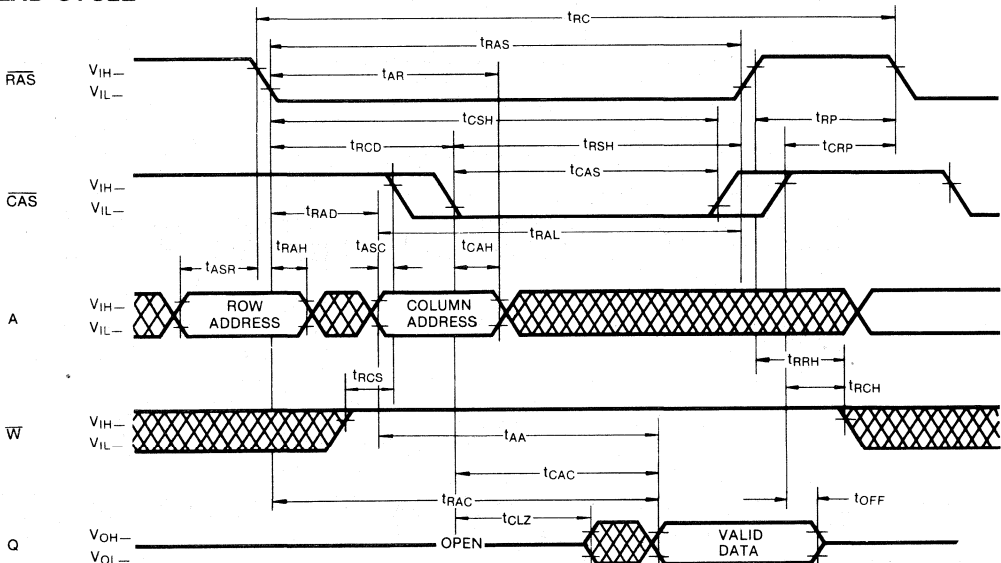 tRC
tRAS
tAR
RAS
VIH
VIL
tCSH
tRP
tRCD
tRSH
tCRP
tCAS
CAS
VIH
VIL
tRAD
tRAL
tRAH
tASC
tCAH
tASR
A
VIH
VIL
ROW
ADDRESS
COLUMN
ADDRESS
tRRH
tRCS
tRCH
W
VIH
VIL
tAA
tCAC
tRAC
tOFF
tCLZ
Q
VOH
VOL
OPEN
VALID
DATA